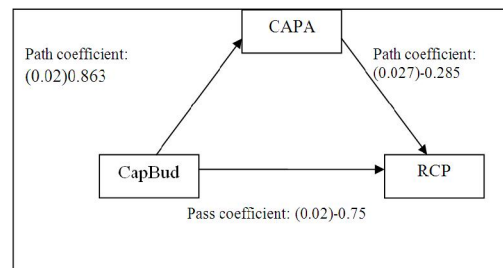 CAPA
Path coefficient:
(0.02)0.863
Path coefficient:
(0.027)-0.285
CapBud
RCP
Pass coefficient: (0.02)-0.75